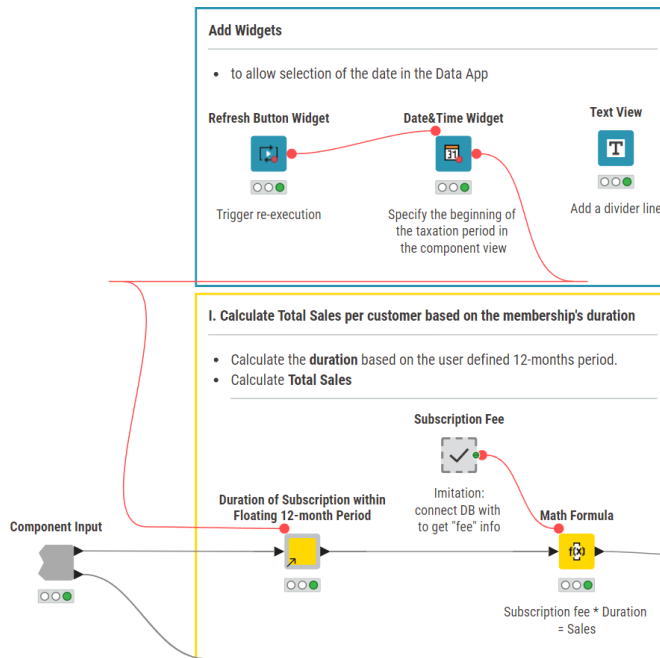 Add Widgets
• to allow selection of the date in the Data App
Refresh Button Widget
Date&Time Widget
Text View
31
T
Trigger re-execution
Specify the beginning of
the taxation period in
the component view
Add a divider line
I. Calculate Total Sales per customer based on the membership's duration
• Calculate the duration based on the user defined 12-months period.
• Calculate Total Sales
Subscription Fee
Imitation:
connect DB with
to get "fee" info
Duration of Subscription within
Floating 12-month Period
Math Formula
Component Input
f(x)
Subscription fee * Duration
= Sales